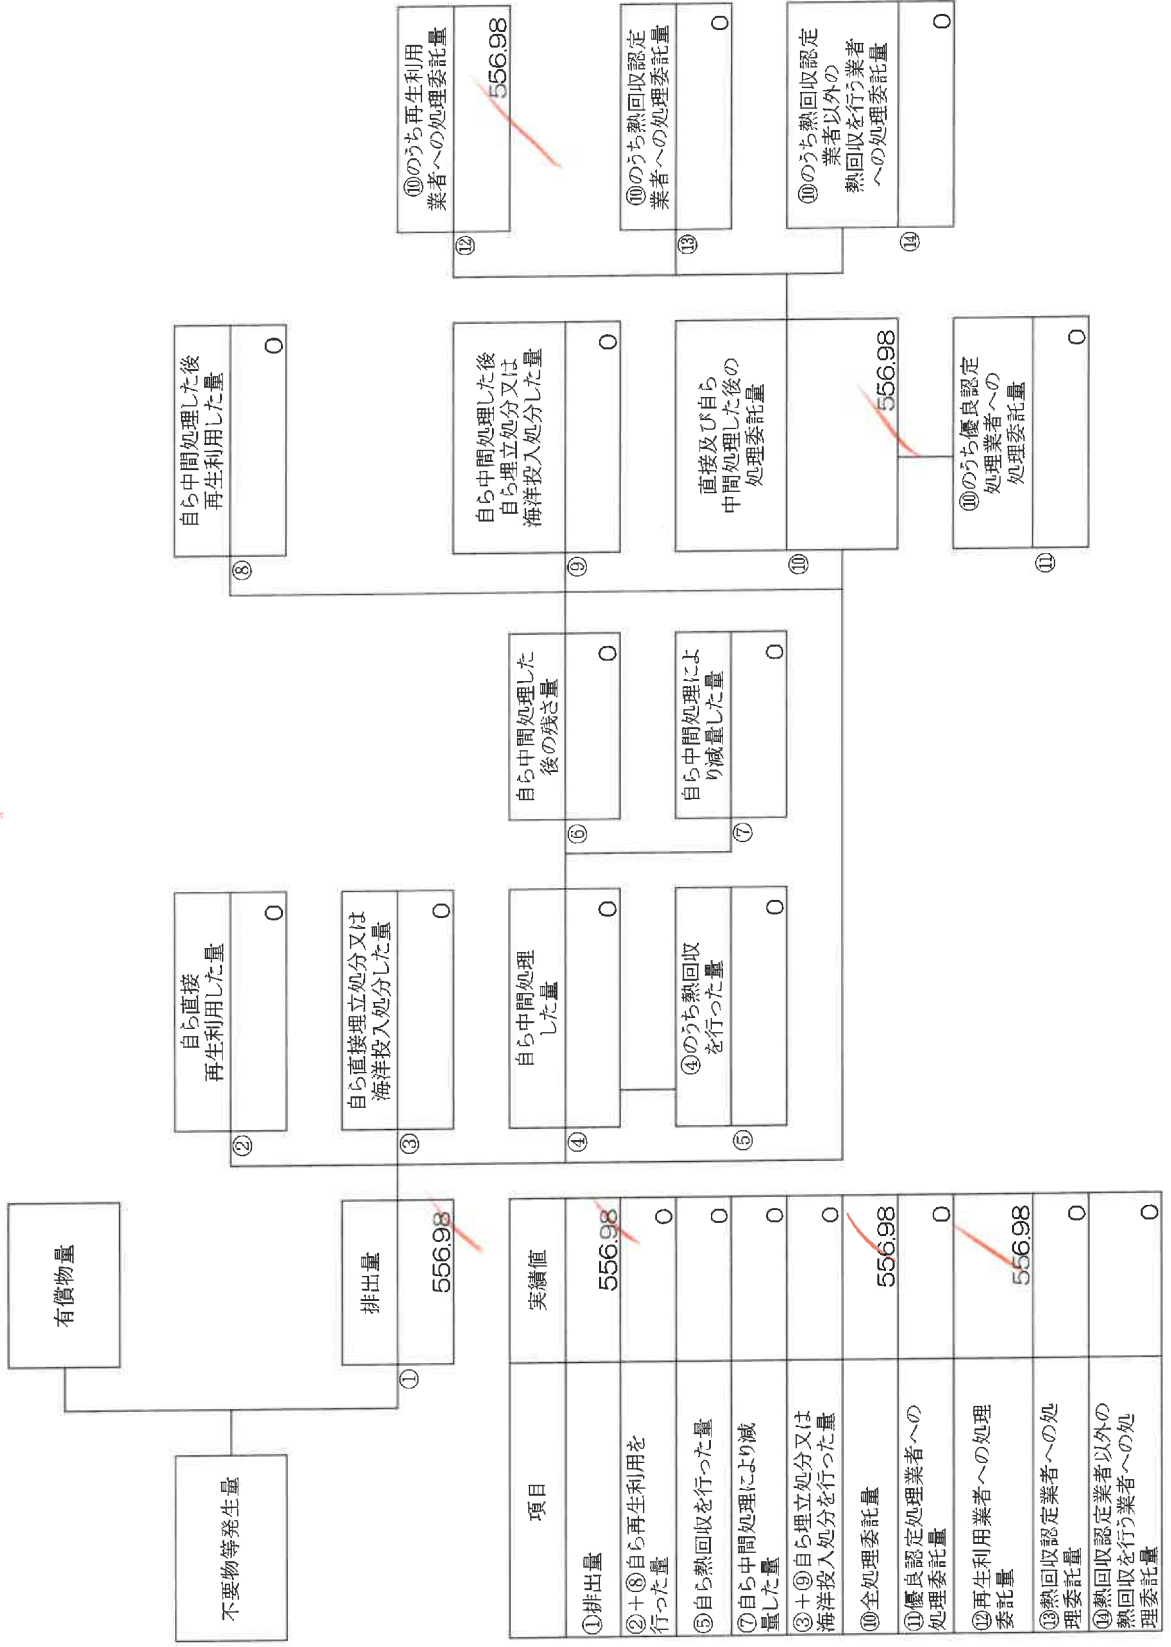 不要物等発生量
有償物量
排出量
①
556.98
自ら直接
再生利用した量
②
0
自ら直接埋立処分又は
海洋投入処分した量
③
0
自ら中間処理
した量
④
0
④のうち熱回収
を行った量
⑤
0
自ら中間処理した
後の残さ量
⑥
0
自ら中間処理によ
り減量した量
⑦
0
自ら中間処理した後
再生利用した量
⑧
0
自ら中間処理した後
自ら埋立処分又は
海洋投入処分した量
⑨
0
直接及び自ら
中間処理した後の
処理委託量
⑩
556.98
⑩のうち優良認定
処理業者への
処理委託量
⑪
0
⑩のうち再生利用
業者への処理委託量
⑫
556.98
⑩のうち熱回収認定
業者への処理委託量
⑬
0
⑩のうち熱回収認定
業者以外の
熱回収を行う業者
への処理委託量
⑭
0
項目 実績値
①排出量 556.98
②+⑧自ら再生利用を
行った量 0
⑤自ら熱回収を行った量 0
⑦自ら中間処理により減
量した量 0
③+⑨自ら埋立処分又は
海洋投入処分を行った量 0
⑩全処理委託量 556.98
⑪優良認定処理業者への
処理委託量 0
⑫再生利用業者への処理
委託量 556.98
⑬熱回収認定業者への処
理委託量 0
⑭熱回収認定業者以外の
熱回収を行う業者への処
理委託量 0